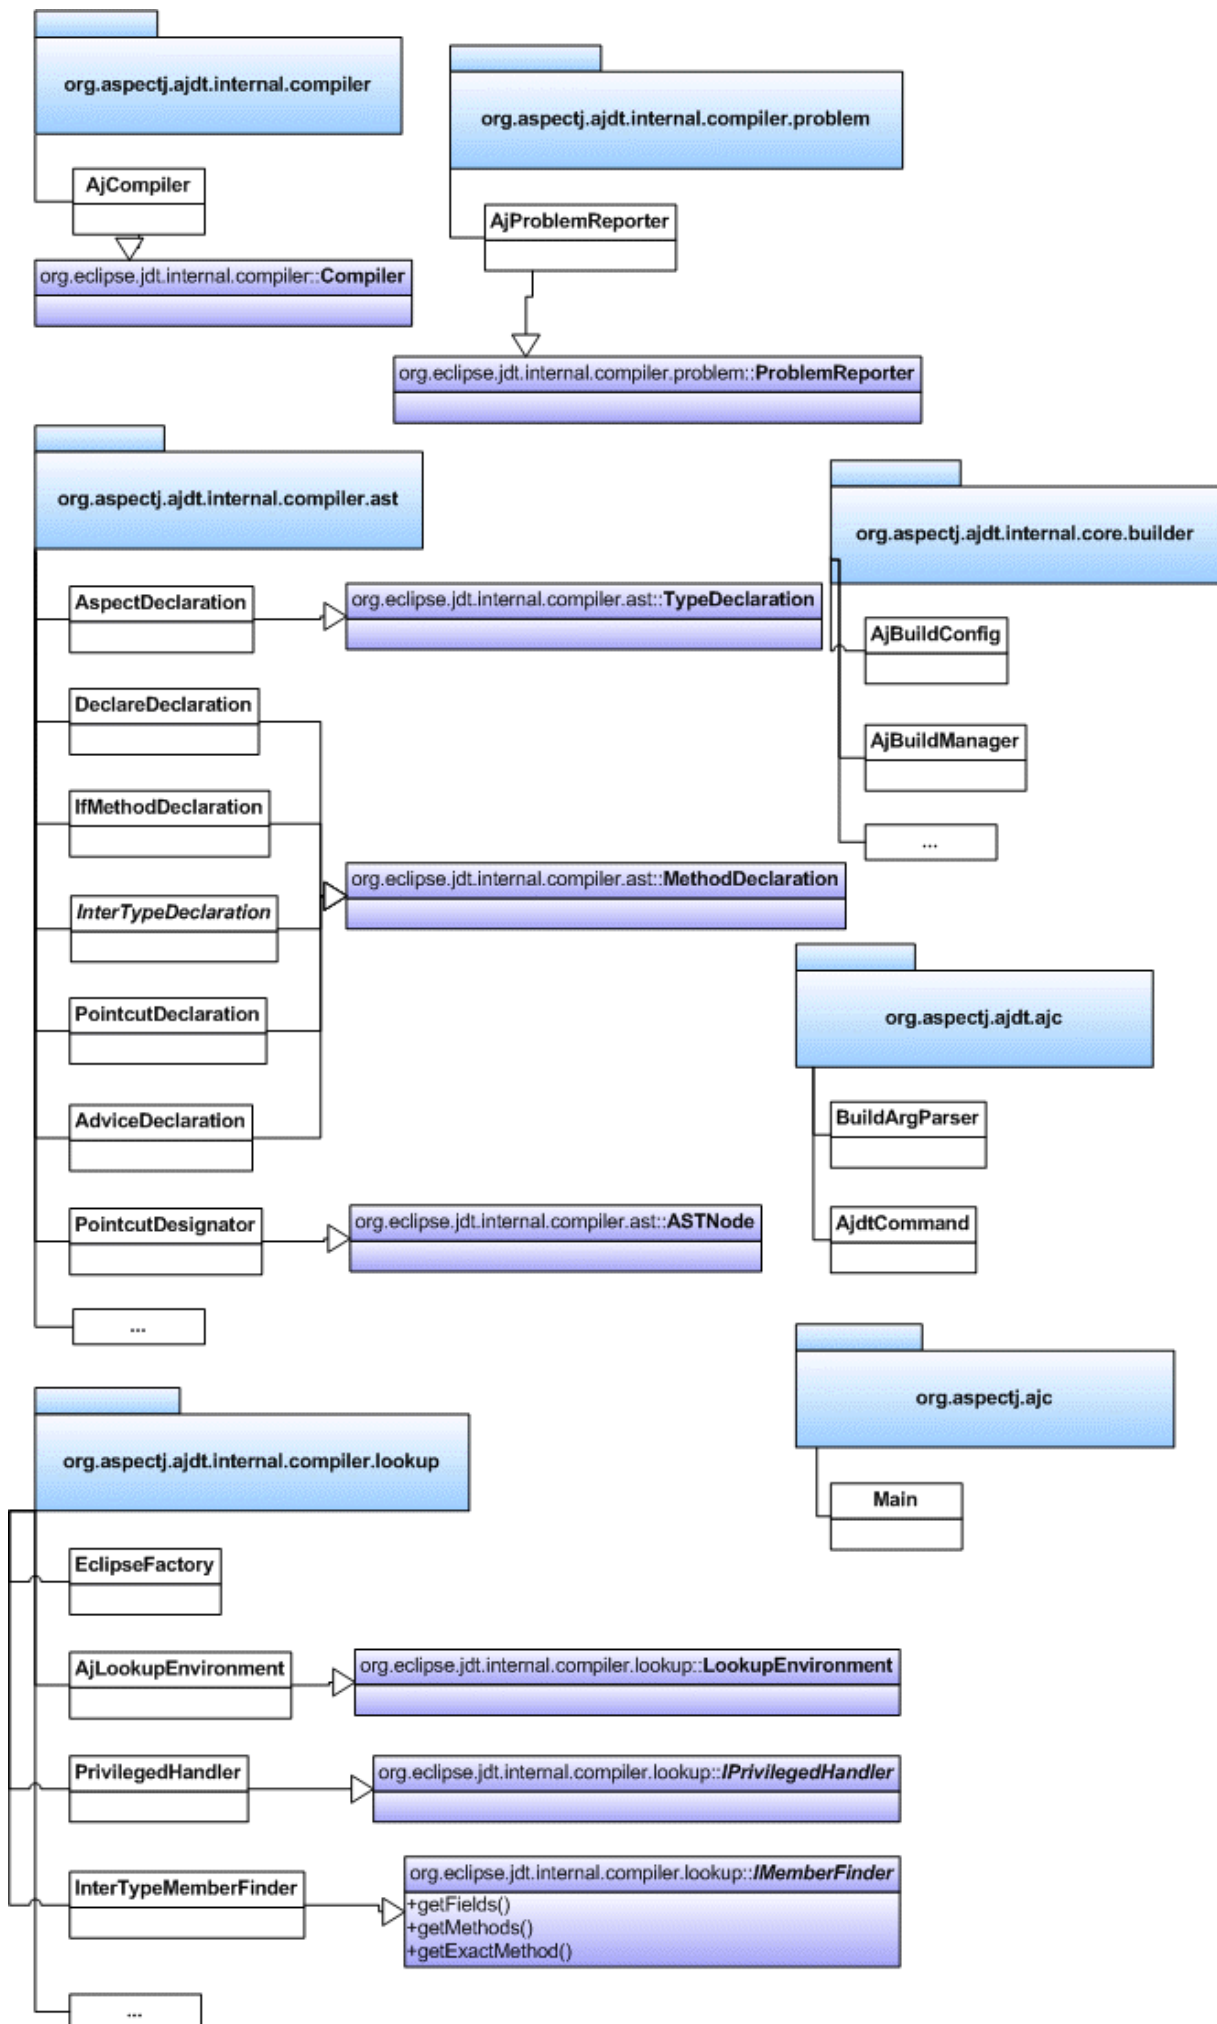 org.aspectj.ajdt.internal.compiler
AjCompiler
org.eclipse.jdt.internal.compiler::Compiler
org.aspectj.ajdt.internal.compiler.problem
AjProblemReporter
org.eclipse.jdt.internal.compiler.problem::ProblemReporter
org.aspectj.ajdt.internal.compiler.ast
AspectDeclaration
org.eclipse.jdt.internal.compiler.ast::TypeDeclaration
DeclareDeclaration
IfMethodDeclaration
InterTypeDeclaration
org.eclipse.jdt.internal.compiler.ast::MethodDeclaration
PointcutDeclaration
AdviceDeclaration
PointcutDesignator
org.eclipse.jdt.internal.compiler.ast::ASTNode
...
org.aspectj.ajdt.internal.core.builder
AjBuildConfig
AjBuildManager
...
org.aspectj.ajdt.ajc
BuildArgParser
AjdtCommand
org.aspectj.ajc
Main
org.aspectj.ajdt.internal.compiler.lookup
EclipseFactory
AjLookupEnvironment
org.eclipse.jdt.internal.compiler.lookup::LookupEnvironment
PrivilegedHandler
org.eclipse.jdt.internal.compiler.lookup::IPrivilegedHandler
InterTypeMemberFinder
org.eclipse.jdt.internal.compiler.lookup::IMemberFinder
+getFields()
+getMethods()
+getExactMethod()
...